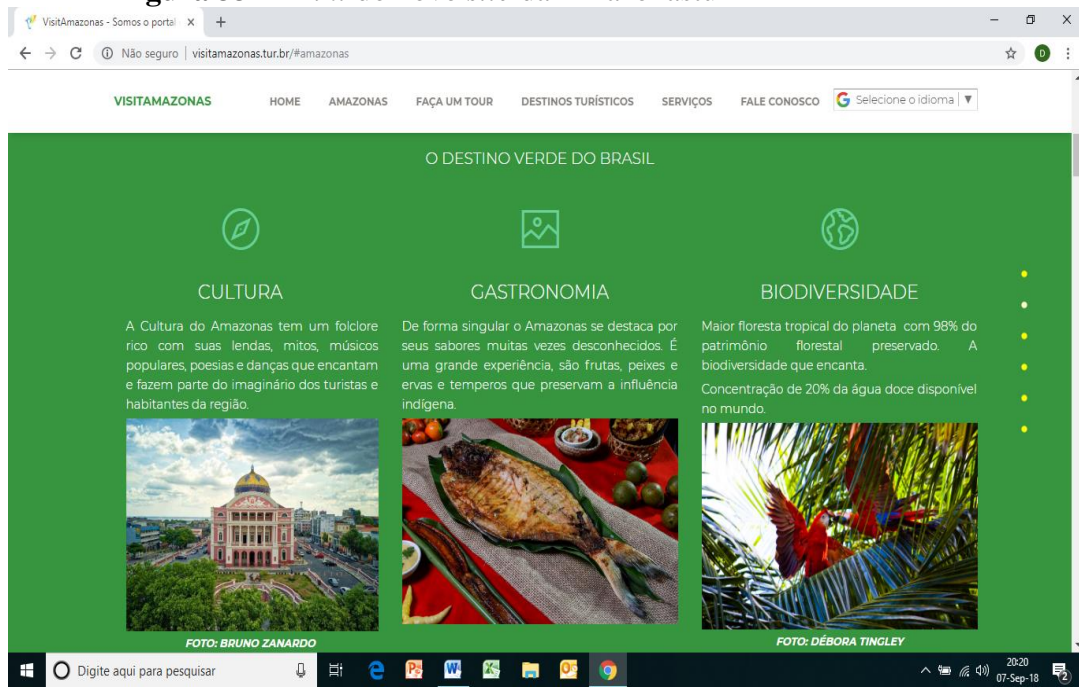 VisitAmazonas - Somos o portal
Não seguro | visitamazonas.tur.br/#amazonas
D
VISITAMAZONAS HOME AMAZONAS FAÇA UM TOUR DESTINOS TURÍSTICOS SERVIÇOS FALE CONOSCO G Selecione o idioma
O DESTINO VERDE DO BRASIL
CULTURA
A Cultura do Amazonas tem um folclore
rico com suas lendas, mitos, músicos
populares, poesias e danças que encantam
e fazem parte do imaginário dos turistas e
habitantes da região.
FOTO: BRUNO ZANARDO
GASTRONOMIA
De forma singular o Amazonas se destaca por
seus sabores muitas vezes desconhecidos. É
uma grande experiência, são frutas, peixes e
ervas e temperos que preservam a influência
indígena.
BIODIVERSIDADE
Maior floresta tropical do planeta com 98% do
patrimônio florestal preservado. A
biodiversidade que encanta.
Concentração de 20% da água doce disponível
no mundo.
FOTO: DÉBORA TINGLEY
Digite aqui para pesquisar
20:20
07-Sep-18
2